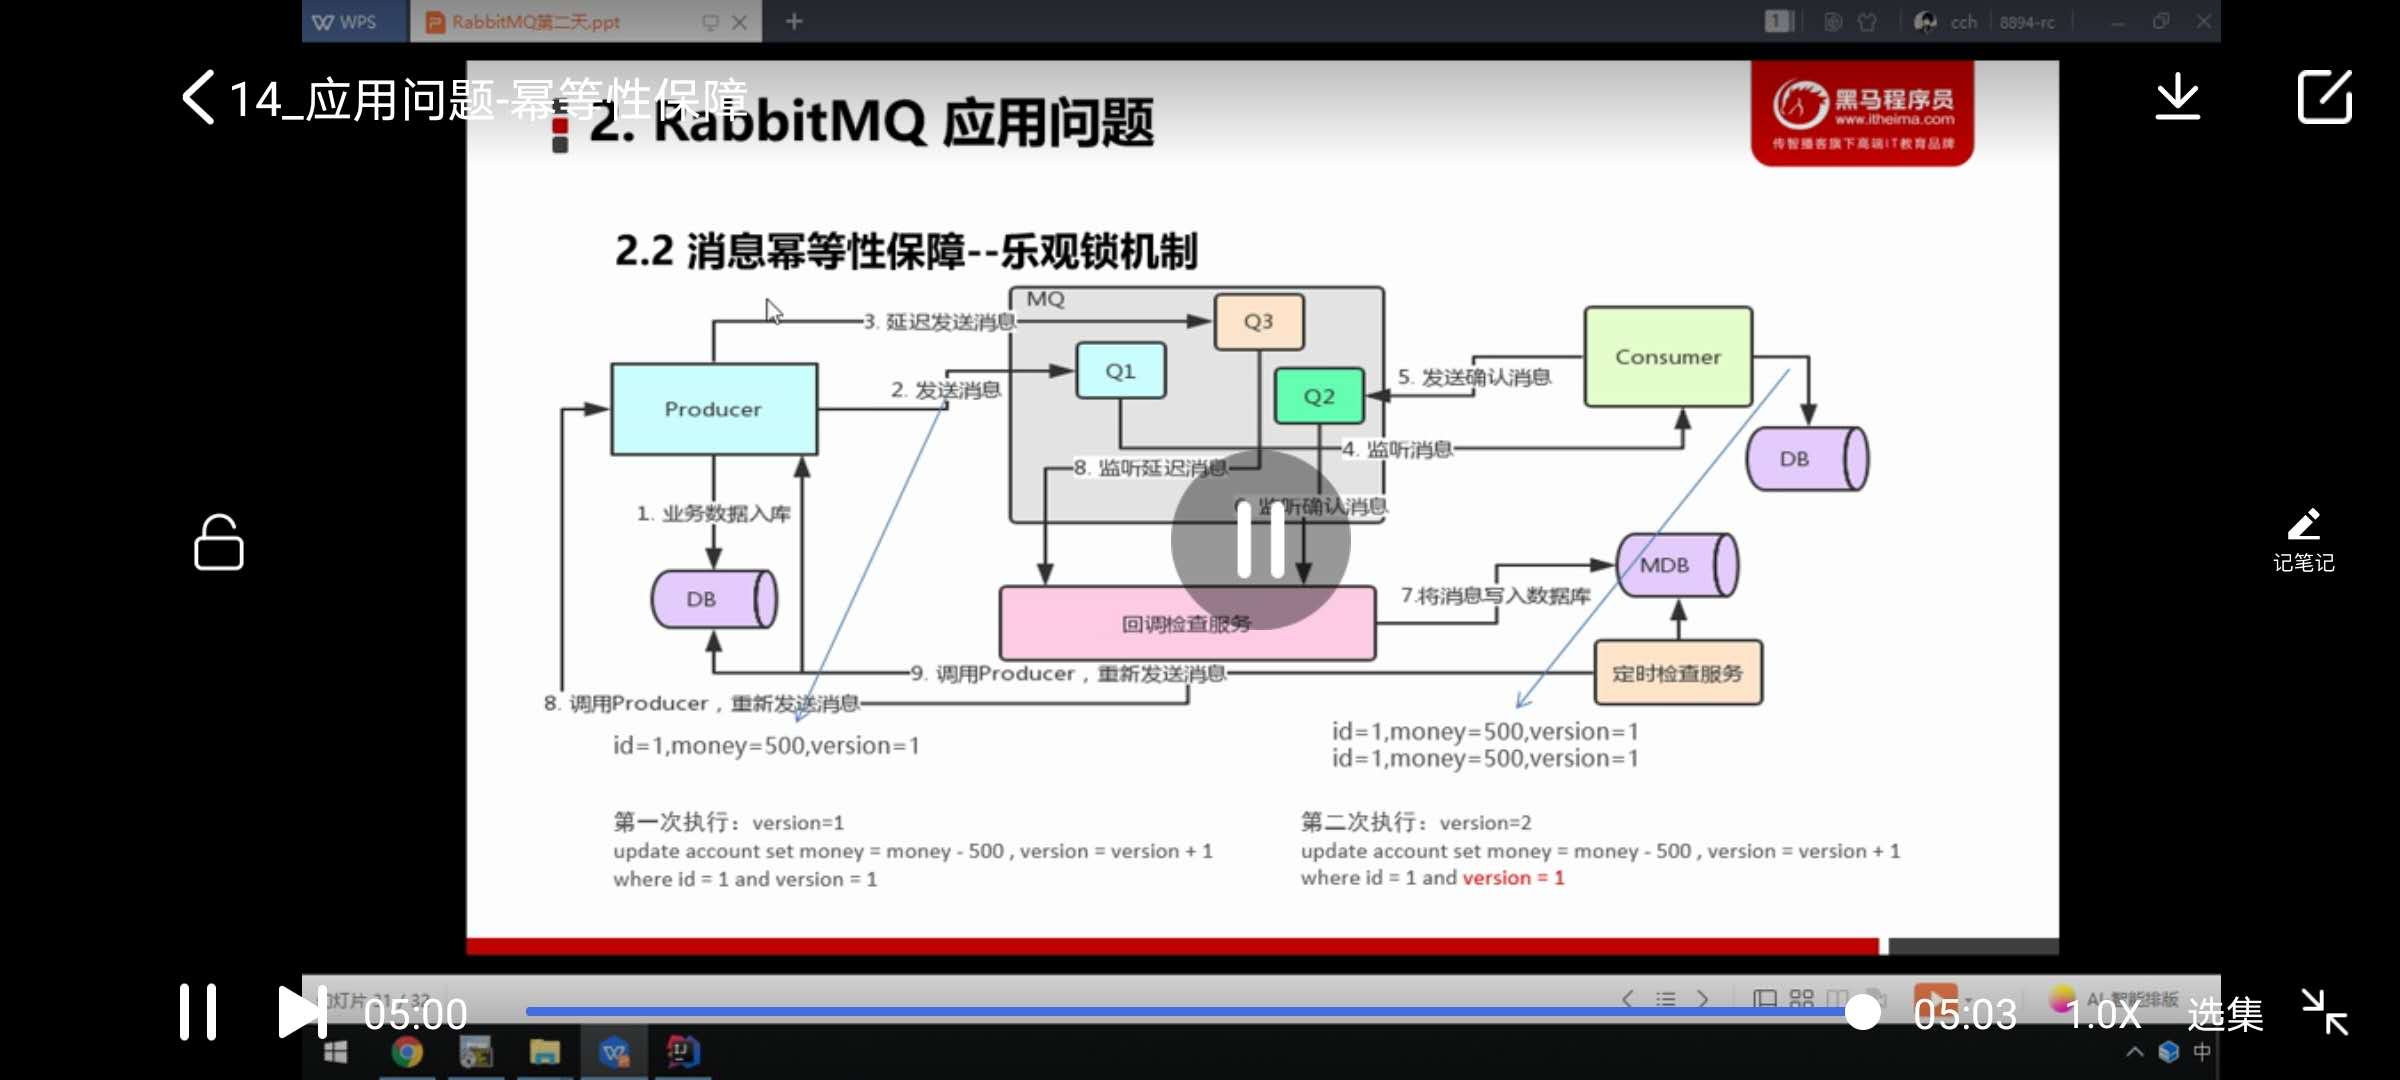 WPS
RabbitMQ第二天.ppt
1
cch
8894-rc
14_应用问题-幂等性保障
2. RabbitMQ 应用问题
黑马程序员
www.itheima.com
传智播客旗下高端IT教育品牌
2.2 消息幂等性保障--乐观锁机制
MQ
3. 延迟发送消息
Q3
Consumer
Q1
2. 发送消息
5. 发送确认消息
Q2
Producer
4. 监听消息
DB
8. 监听延迟消息
监听确认消息
1. 业务数据入库
记笔记
MDB
DB
7.将消息写入数据库
回调检查服务
9. 调用Producer，重新发送消息
定时检查服务
8. 调用Producer，重新发送消息
id=1,money=500,version=1
id=1,money=500,version=1
id=1,money=500,version=1
第一次执行：version=1
update account set money = money - 500 , version = version + 1
where id = 1 and version = 1
第二次执行：version=2
update account set money = money - 500 , version = version + 1
where id = 1 and version = 1
05:00
05:03
1.0X
选集
中